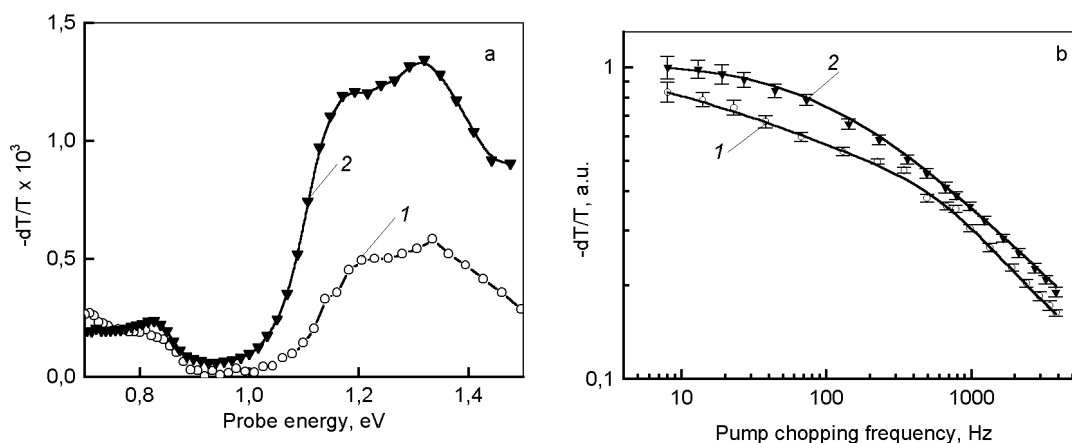 a
1,5
1,0
0,5
0,0
-dT/T x 10³
2
1
0,8 1,0 1,2 1,4
Probe energy, eV
b
1
0,1
-dT/T, a.u.
2
1
10 100 1000
Pump chopping frequency, Hz